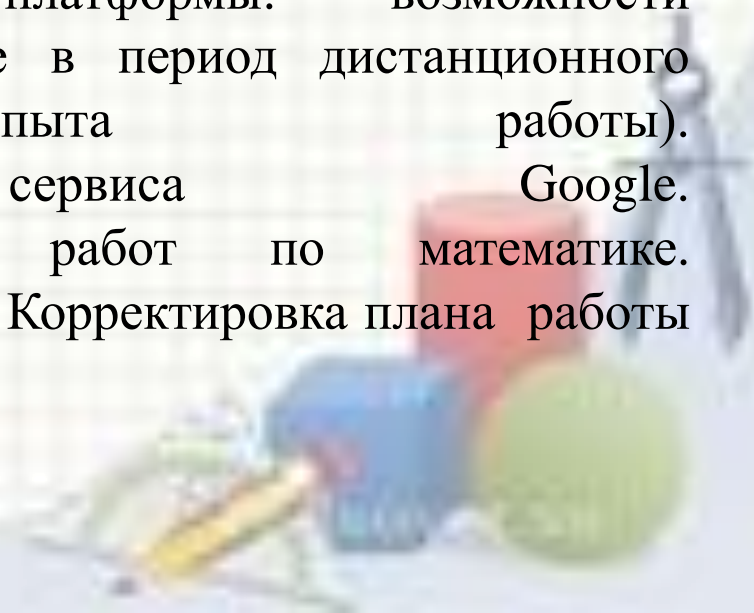 платформы. возможности
е в период дистанционного
пыта работы).
сервиса Google.
работ по математике.
Корректировка плана работы